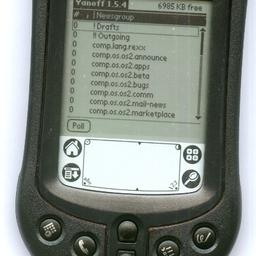 Yanoff 1.5.4 6985 KB free
# ↓ Newsgroup
0 ! Drafts
0 !! Outgoing
0 comp.lang.rexx
0 comp.os.os2.announce
0 comp.os.os2.apps
0 comp.os.os2.beta
0 comp.os.os2.bugs
0 comp.os.os2.comm
0 comp.os.os2.mail-news
0 comp.os.os2.marketplace
Poll